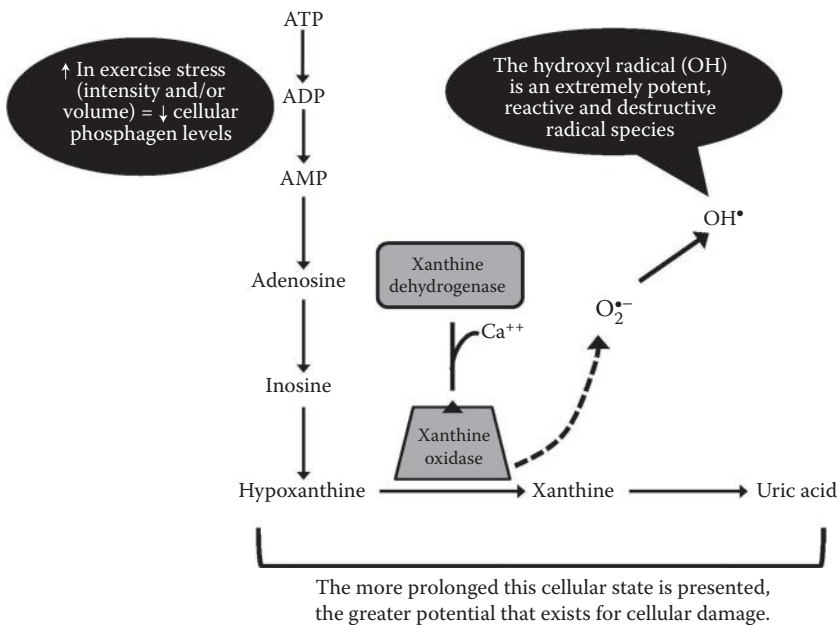 ATP
↑ In exercise stress
(intensity and/or
volume) = ↓ cellular
phosphagen levels
ADP
The hydroxyl radical (OH)
is an extremely potent,
reactive and destructive
radical species
AMP
OH•
Adenosine
Xanthine
dehydrogenase
O₂•−
Ca++
Inosine
Xanthine
oxidase
Hypoxanthine
Xanthine
Uric acid
The more prolonged this cellular state is presented,
the greater potential that exists for cellular damage.